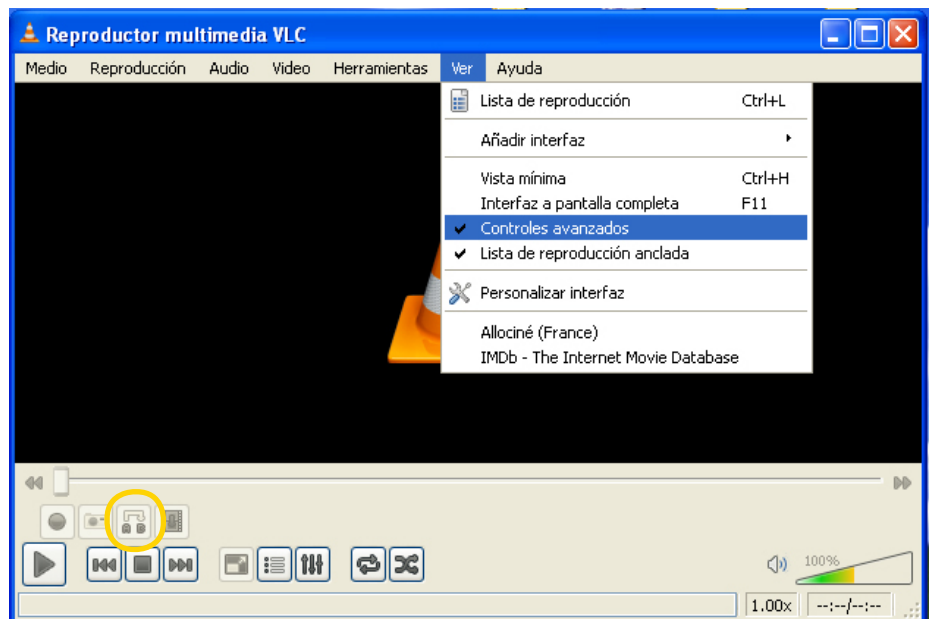 Reproductor multimedia VLC
Medio Reproducción Audio Video Herramientas Ver Ayuda
Lista de reproducción Ctrl+L
Añadir interfaz
Vista mínima Ctrl+H
Interfaz a pantalla completa F11
Controles avanzados
Lista de reproducción anclada
Personalizar interfaz
Allociné (France)
IMDb - The Internet Movie Database
A B
100%
1.00x --:--/--:--